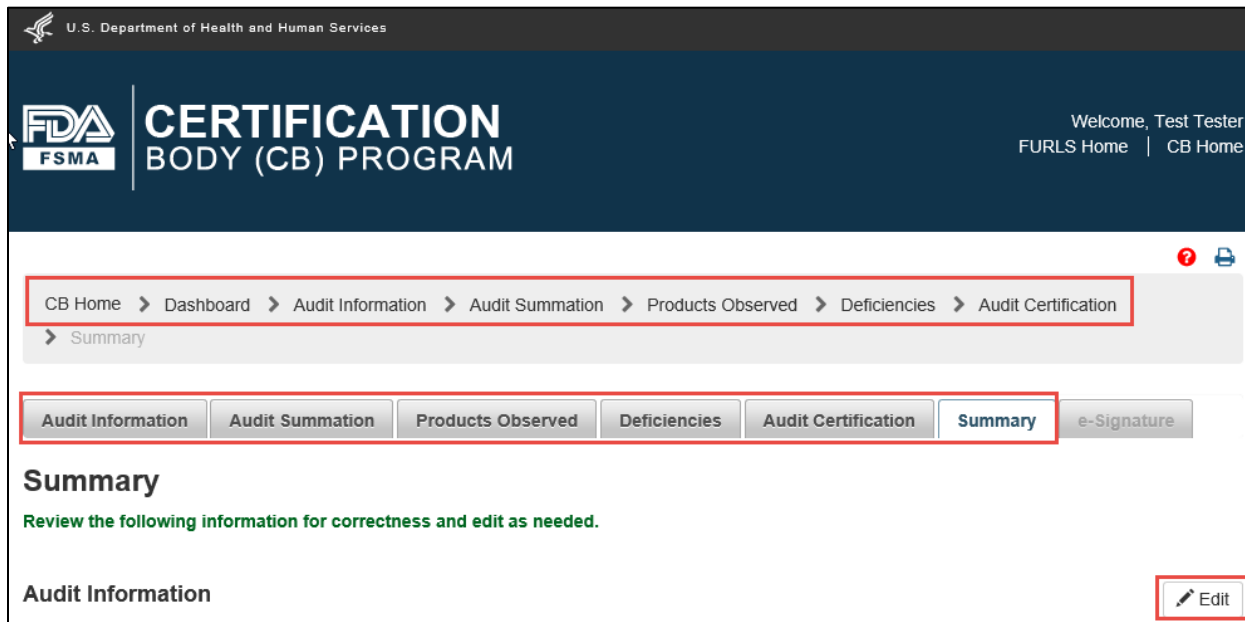 U.S. Department of Health and Human Services
FDA
FSMA
CERTIFICATION
BODY (CB) PROGRAM
Welcome, Test Tester
FURLS Home | CB Home
?
CB Home > Dashboard > Audit Information > Audit Summation > Products Observed > Deficiencies > Audit Certification
> Summary
Audit Information Audit Summation Products Observed Deficiencies Audit Certification Summary e-Signature
Summary
Review the following information for correctness and edit as needed.
Audit Information
Edit